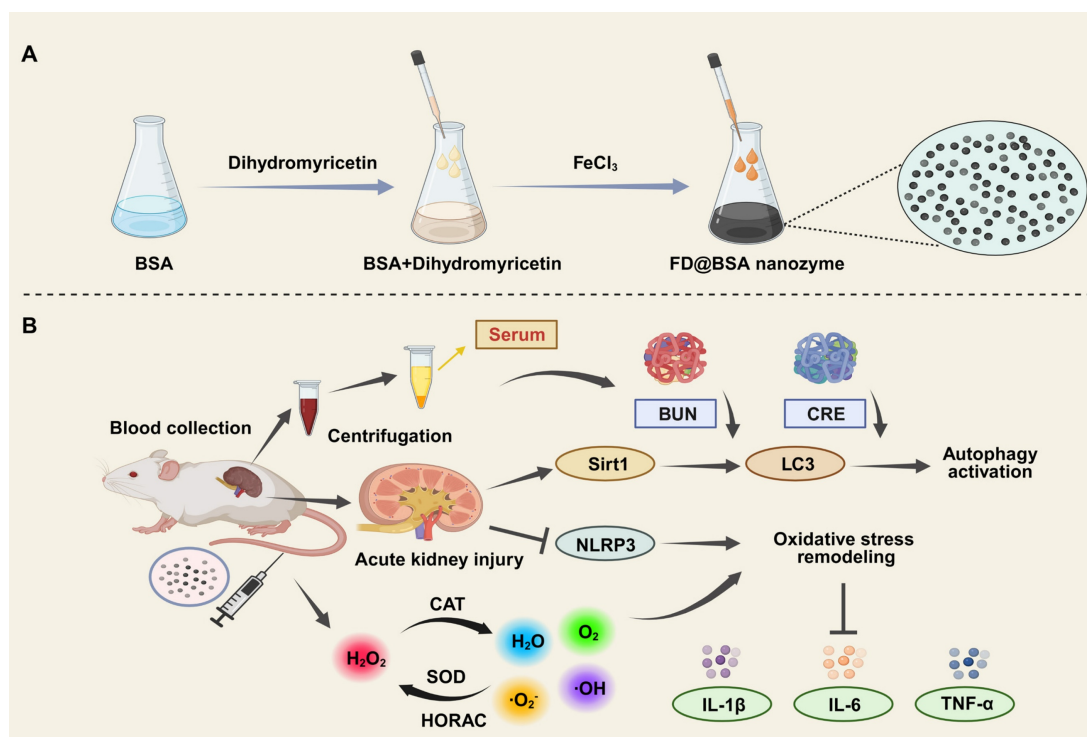 A
Dihydromyricetin
FeCl₃
BSA
BSA+Dihydromyricetin
FD@BSA nanozyme
B
Serum
Blood collection
Centrifugation
BUN
CRE
Sirt1
LC3
Autophagy
activation
Acute kidney injury
NLRP3
Oxidative stress
remodeling
CAT
H₂O₂
H₂O
O₂
SOD
HORAC
·O₂⁻
·OH
IL-1β
IL-6
TNF-α